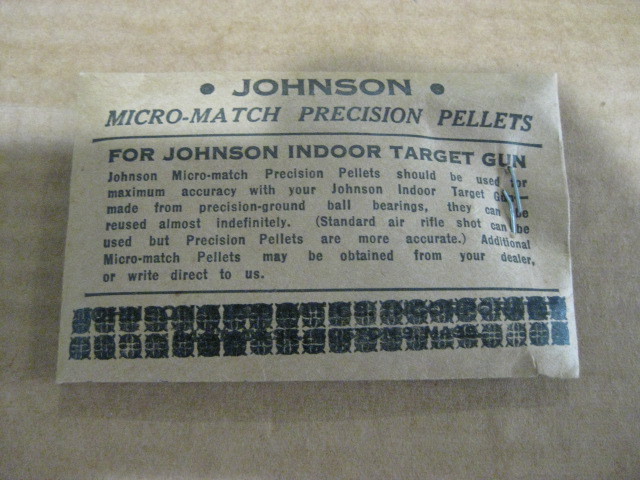 • JOHNSON •
MICRO-MATCH PRECISION PELLETS
FOR JOHNSON INDOOR TARGET GUN
Johnson Micro-match Precision Pellets should be used for
maximum accuracy with your Johnson Indoor Target
made from precision-ground ball bearings, they can be
reused almost indefinitely. (Standard air rifle shot can be
used but Precision Pellets are more accurate.) Additional
Micro-match Pellets may be obtained from your dealer,
or write direct to us.